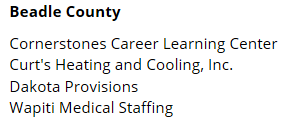 Beadle County
Cornerstones Career Learning Center
Curt's Heating and Cooling, Inc.
Dakota Provisions
Wapiti Medical Staffing